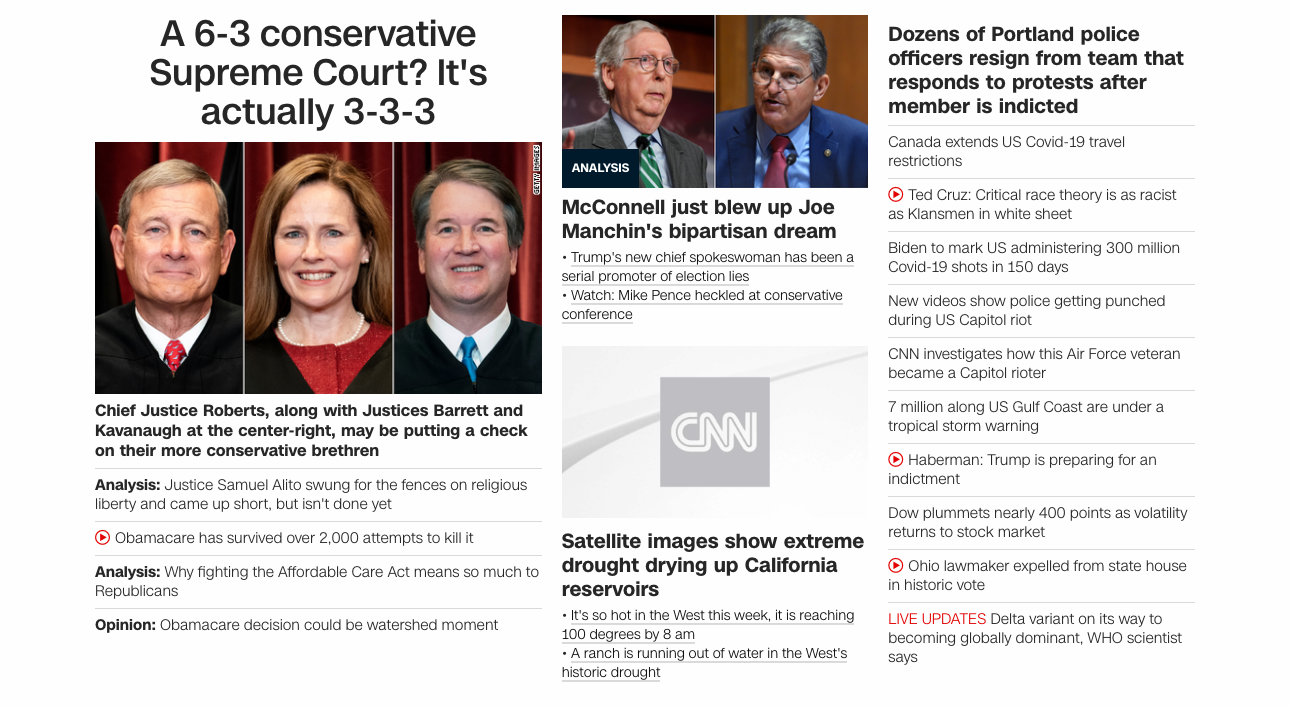 A 6-3 conservative
Supreme Court? It's
actually 3-3-3
GETTY IMAGES
Chief Justice Roberts, along with Justices Barrett and
Kavanaugh at the center-right, may be putting a check
on their more conservative brethren
Analysis: Justice Samuel Alito swung for the fences on religious
liberty and came up short, but isn't done yet
Obamacare has survived over 2,000 attempts to kill it
Analysis: Why fighting the Affordable Care Act means so much to
Republicans
Opinion: Obamacare decision could be watershed moment
ANALYSIS
McConnell just blew up Joe
Manchin's bipartisan dream
• Trump's new chief spokeswoman has been a
serial promoter of election lies
• Watch: Mike Pence heckled at conservative
conference
CNN
Satellite images show extreme
drought drying up California
reservoirs
• It's so hot in the West this week, it is reaching
100 degrees by 8 am
• A ranch is running out of water in the West's
historic drought
Dozens of Portland police
officers resign from team that
responds to protests after
member is indicted
Canada extends US Covid-19 travel
restrictions
Ted Cruz: Critical race theory is as racist
as Klansmen in white sheet
Biden to mark US administering 300 million
Covid-19 shots in 150 days
New videos show police getting punched
during US Capitol riot
CNN investigates how this Air Force veteran
became a Capitol rioter
7 million along US Gulf Coast are under a
tropical storm warning
Haberman: Trump is preparing for an
indictment
Dow plummets nearly 400 points as volatility
returns to stock market
Ohio lawmaker expelled from state house
in historic vote
LIVE UPDATES Delta variant on its way to
becoming globally dominant, WHO scientist
says